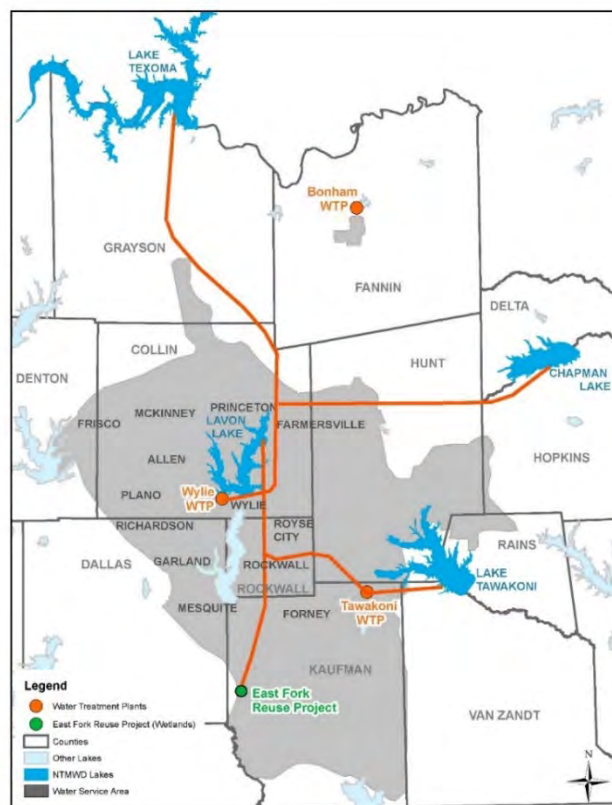 LAKE
TEXOMA
Bonham
WTP
GRAYSON
FANNIN
DELTA
COLLIN
HUNT
DENTON
CHAPMAN
LAKE
MCKINNEY
PRINCETON
FRISCO
LAVON
LAKE
FARMERSVILLE
HOPKINS
ALLEN
PLANO
Wylie
WTP
WYLIE
RICHARDSON
ROYSE
CITY
RAINS
DALLAS
GARLAND
ROCKWALL
ROCKWALL
LAKE
TAWAKONI
MESQUITE
FORNEY
Tawakoni
WTP
KAUFMAN
East Fork
Reuse Project
VAN ZANDT
Legend
Water Treatment Plants
East Fork Reuse Project (Wetlands)
Counties
Other Lakes
NTMWD Lakes
Water Service Area
N